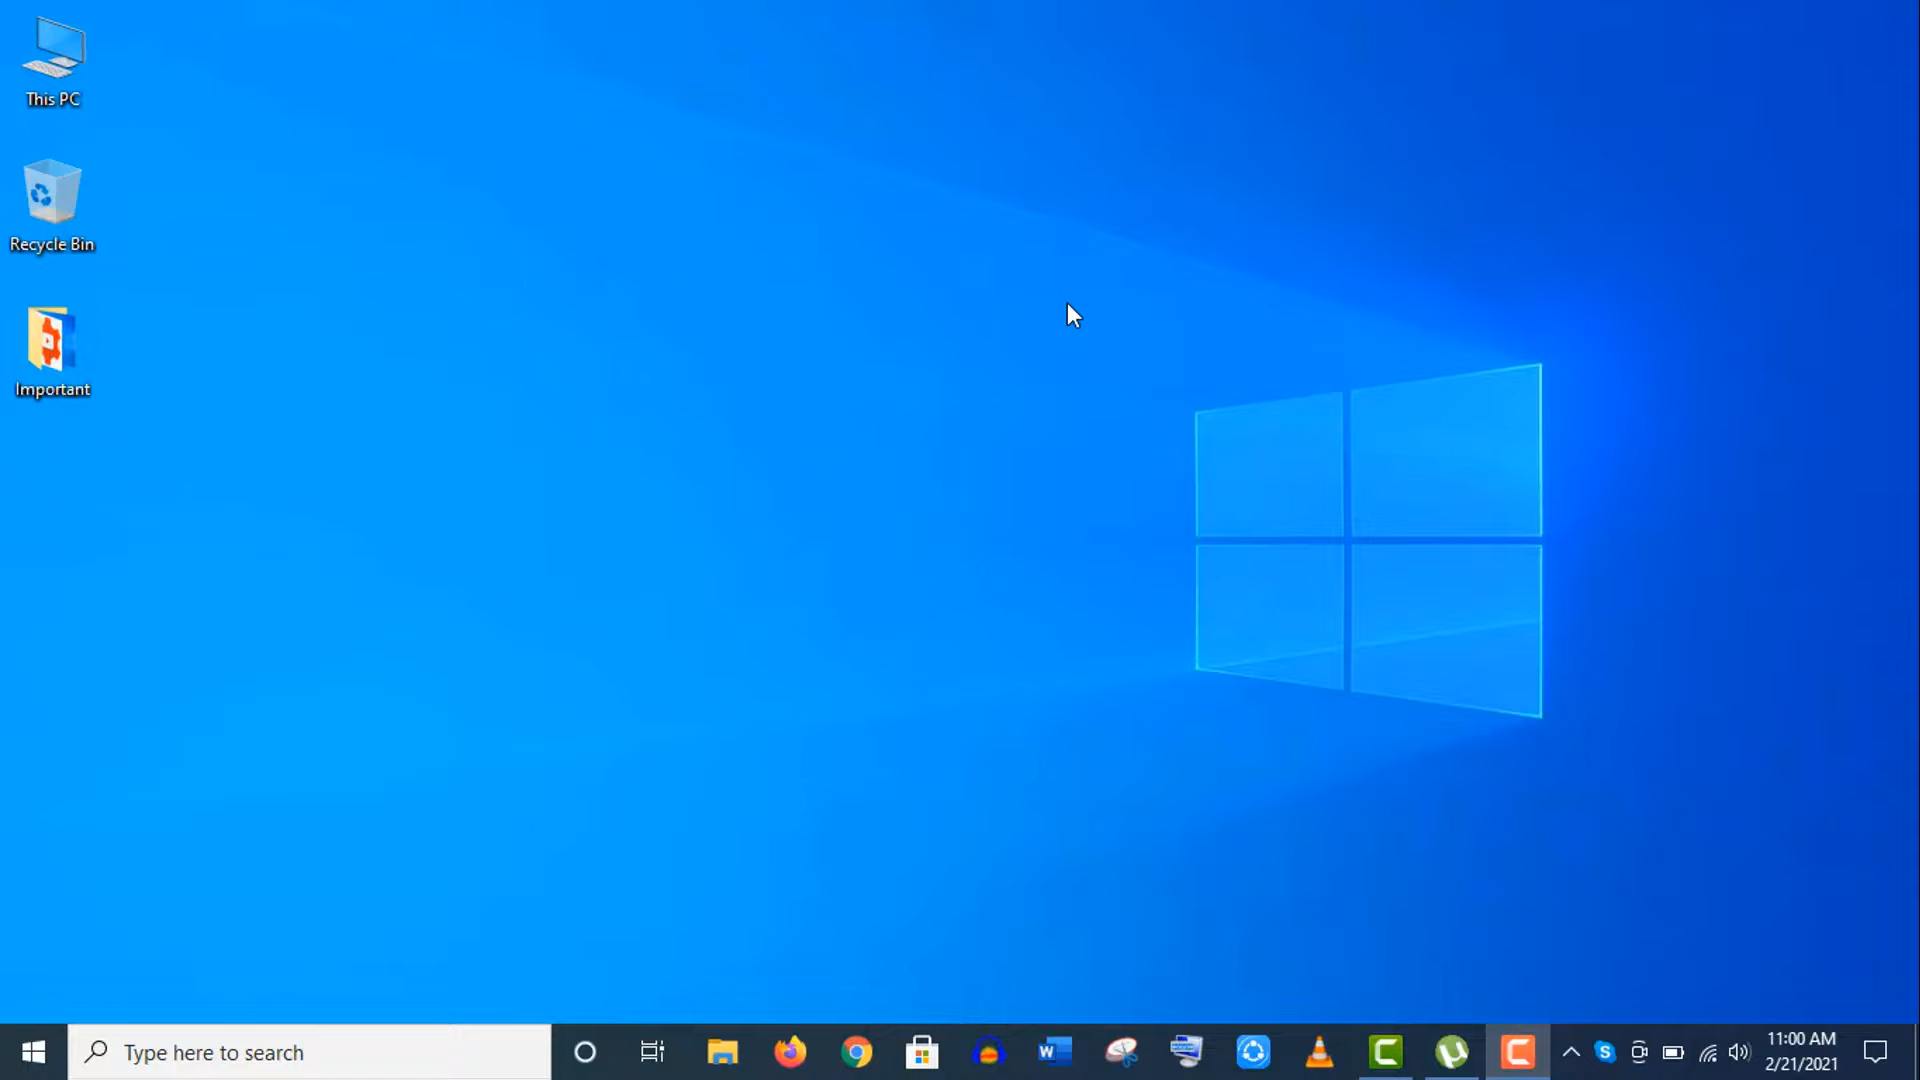 This PC
Recycle Bin
Important
Type here to search
11:00 AM
2/21/2021